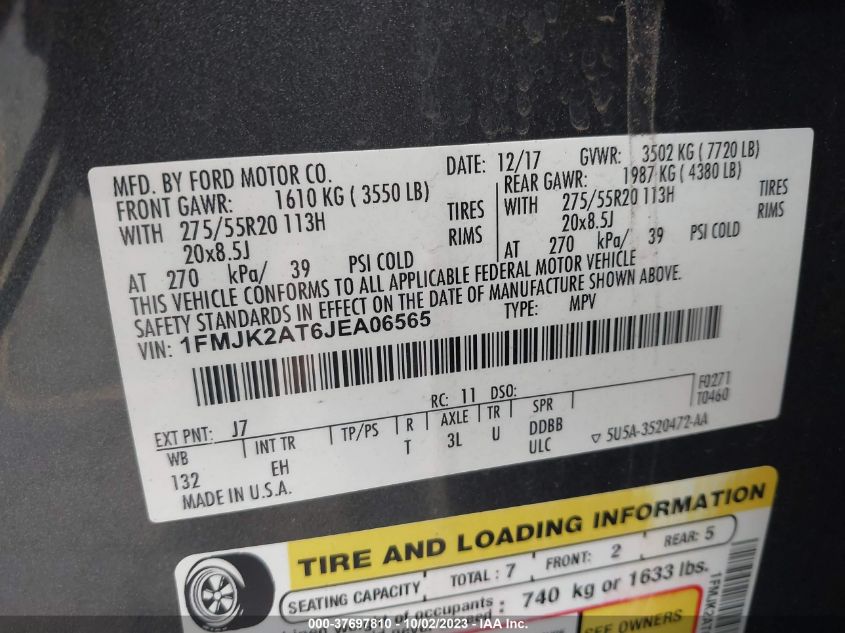 MFD. BY FORD MOTOR CO.
DATE: 12/17 GVWR: 3502 KG ( 7720 LB)
FRONT GAWR: 1610 KG ( 3550 LB)
REAR GAWR: 1987 KG ( 4380 LB)
WITH 275/55R20 113H TIRES
WITH 275/55R20 113H TIRES
20x8.5J RIMS
20x8.5J RIMS
AT 270 kPa/ 39 PSI COLD
AT 270 kPa/ 39 PSI COLD
THIS VEHICLE CONFORMS TO ALL APPLICABLE FEDERAL MOTOR VEHICLE
SAFETY STANDARDS IN EFFECT ON THE DATE OF MANUFACTURE SHOWN ABOVE.
VIN: 1FMJK2AT6JEA06565 TYPE: MPV
EXT PNT: J7 RC: 11 DSO: F0271
T0460
WB INT TR TP/PS R AXLE TR SPR
132 EH T 3L U DDBB
ULC
▽ 5U5A-3520472-AA
MADE IN U.S.A.
TIRE AND LOADING INFORMATION
SEATING CAPACITY TOTAL : 7 FRONT: 2 REAR: 5
of occupants : 740 kg or 1633 lbs.
SEE OWNERS
000-37697810 - 10/02/2023 - IAA Inc.